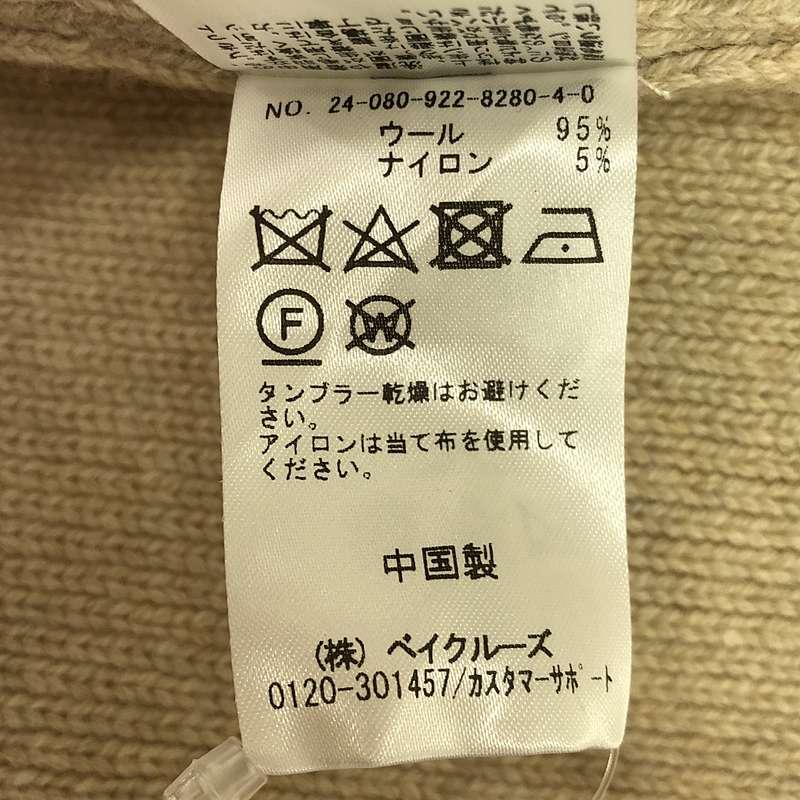 NO. 24-080-922-8280-4-0
ウール 95%
ナイロン 5%
F
W
タンブラー乾燥はお避けくだ
さい。
アイロンは当て布を使用して
ください。
中国製
(株) ベイクルーズ
0120-301457/カスタマーサポート